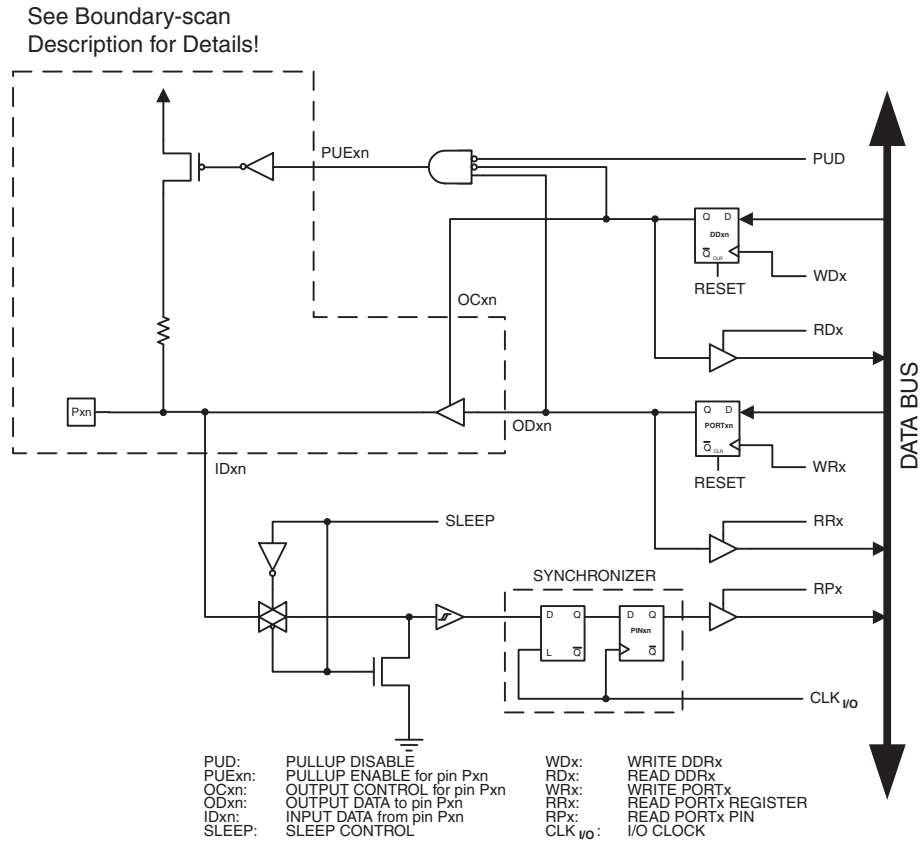 See Boundary-scan
Description for Details!
PUExn
PUD
Q D
DDxn
Q CLR
WDx
RESET
OCxn
RDx
Pxn
ODxn
Q D
PORTxn
Q CLR
WRx
RESET
IDxn
SLEEP
RRx
SYNCHRONIZER
RPx
D Q
L Q
D Q
PINxn
Q
CLK I/O
DATA BUS
PUD: PULLUP DISABLE
PUExn: PULLUP ENABLE for pin Pxn
OCxn: OUTPUT CONTROL for pin Pxn
ODxn: OUTPUT DATA to pin Pxn
IDxn: INPUT DATA from pin Pxn
SLEEP: SLEEP CONTROL
WDx: WRITE DDRx
RDx: READ DDRx
WRx: WRITE PORTx
RRx: READ PORTx REGISTER
RPx: READ PORTx PIN
CLK I/O: I/O CLOCK